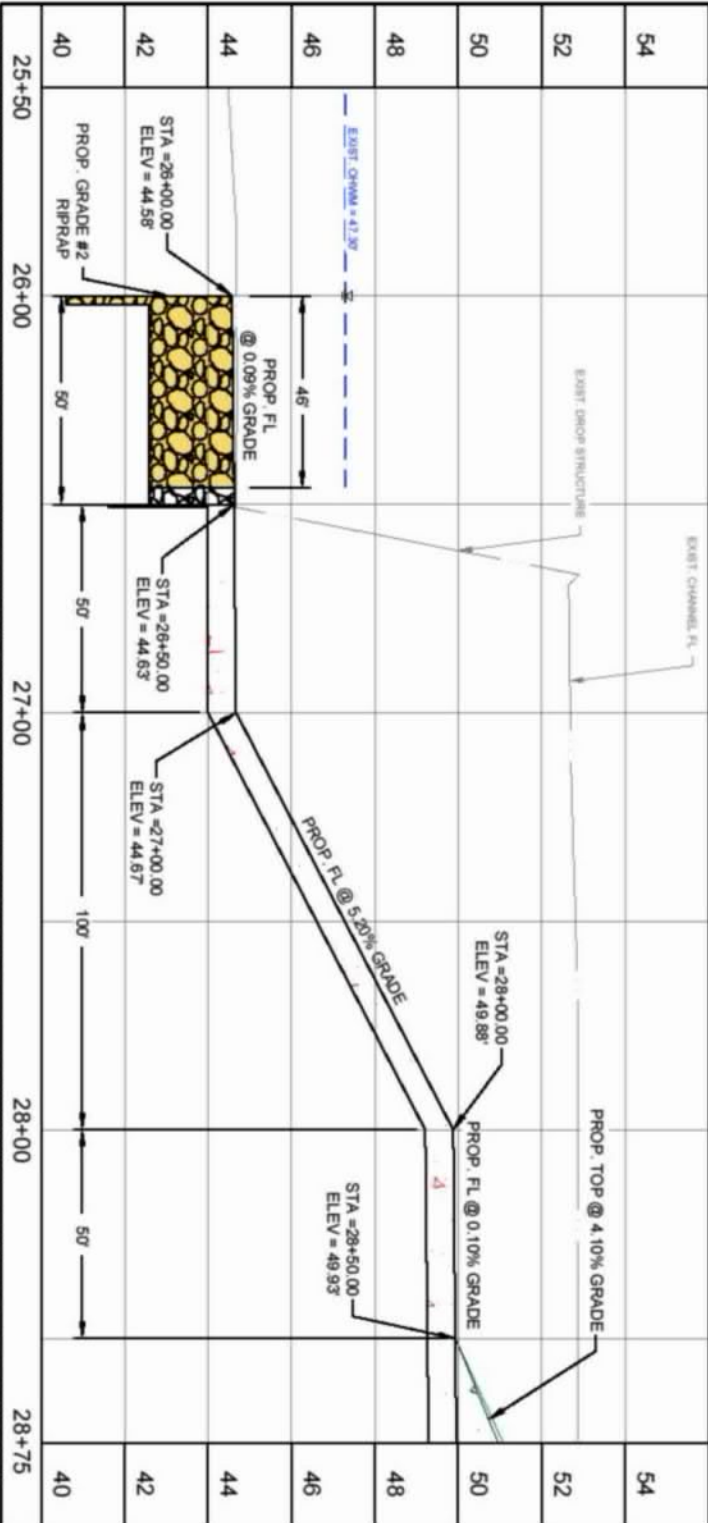 54
52
50
48
46
44
42
40
EXIST. CHANNEL FL
EXIST. DROP STRUCTURE
EXIST. OHWM = 47.30'
46'
PROP. FL
@ 0.09% GRADE
STA =26+00.00
ELEV = 44.58'
PROP. GRADE #2
RIPRAP
50'
STA =26+50.00
ELEV = 44.63'
50'
STA =27+00.00
ELEV = 44.67'
PROP. FL @ 5.20% GRADE
100'
STA =28+00.00
ELEV = 49.88'
PROP. FL @ 0.10% GRADE
STA =28+50.00
ELEV = 49.93'
50'
PROP. TOP @ 4.10% GRADE
54
52
50
48
46
44
42
40
25+50
26+00
27+00
28+00
28+75